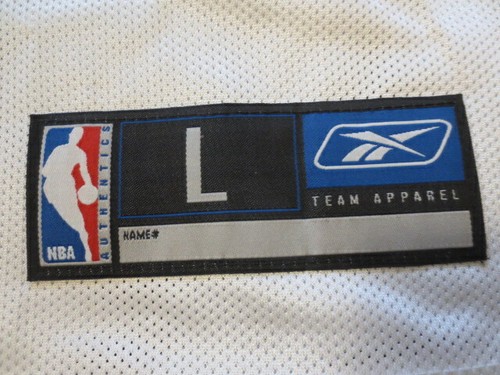 NBA
AUTHENTICS
L
TEAM APPAREL
NAME#